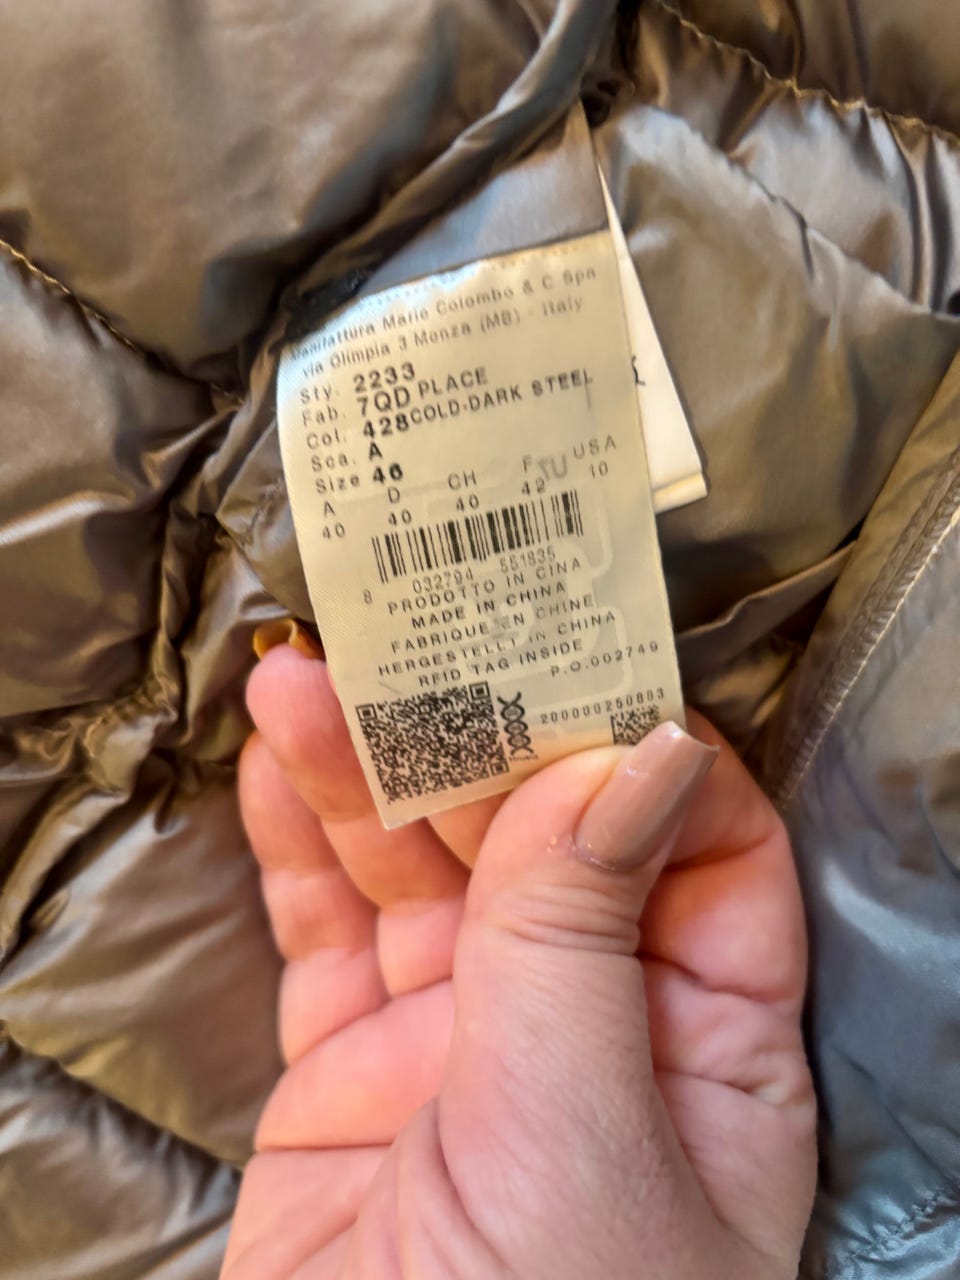 Manifattura Mario Colombo & C Spa
via Olimpia 3 Monza (MB) - Italy
Sty. 2233
Fab. 7QD PLACE
Col. 428COLD-DARK STEEL
Sca. A
Size 46
A D CH F USA
40 40 40 42 10
8 032794 551835
PRODOTTO IN CINA
MADE IN CHINA
FABRIQUE EN CHINE
HERGESTELLT in CHINA
RFID TAG INSIDE
P.O.002749
200000250883